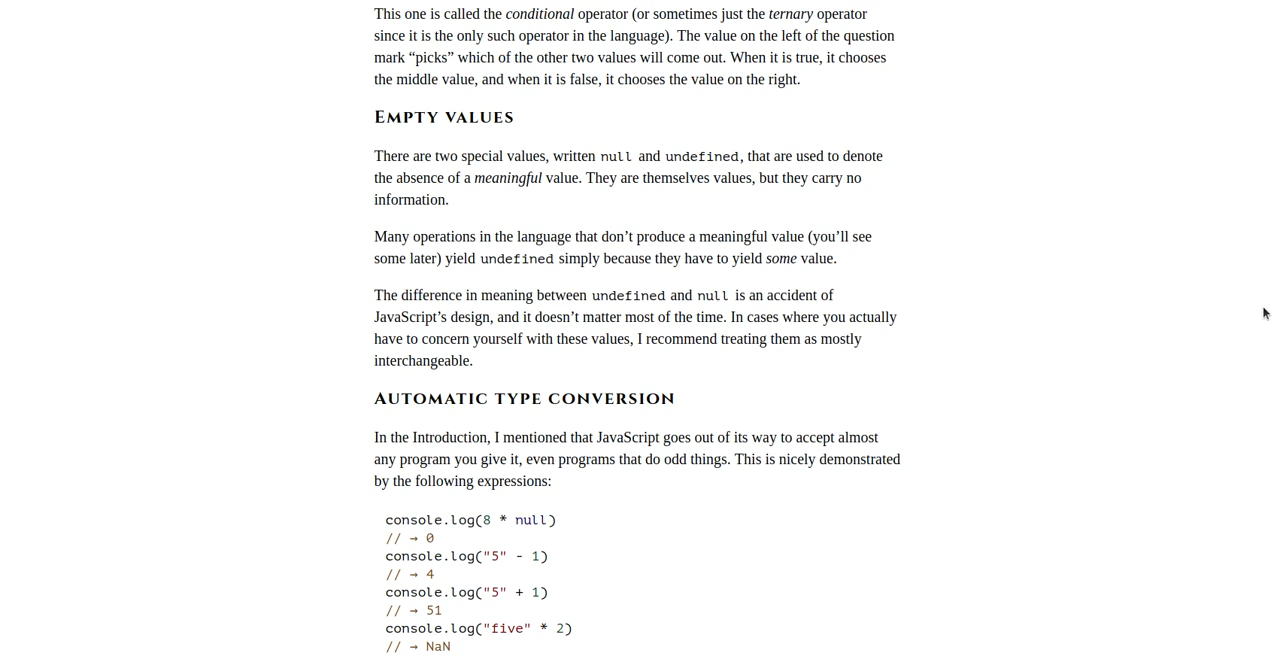 This one is called the conditional operator (or sometimes just the ternary operator
since it is the only such operator in the language). The value on the left of the question
mark “picks” which of the other two values will come out. When it is true, it chooses
the middle value, and when it is false, it chooses the value on the right.
Empty values
There are two special values, written null and undefined, that are used to denote
the absence of a meaningful value. They are themselves values, but they carry no
information.
Many operations in the language that don’t produce a meaningful value (you’ll see
some later) yield undefined simply because they have to yield some value.
The difference in meaning between undefined and null is an accident of
JavaScript’s design, and it doesn’t matter most of the time. In cases where you actually
have to concern yourself with these values, I recommend treating them as mostly
interchangeable.
Automatic type conversion
In the Introduction, I mentioned that JavaScript goes out of its way to accept almost
any program you give it, even programs that do odd things. This is nicely demonstrated
by the following expressions:
console.log(8 * null)
// → 0
console.log("5" - 1)
// → 4
console.log("5" + 1)
// → 51
console.log("five" * 2)
// → NaN